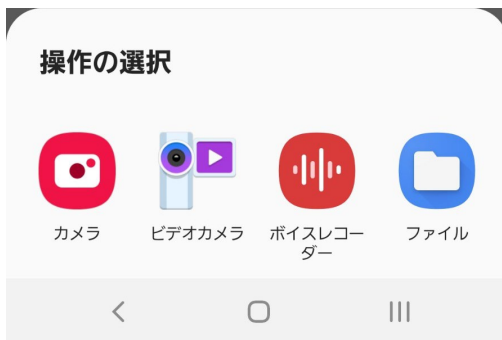 操作の選択
カメラ
ビデオカメラ
ボイスレコー
ダー
ファイル